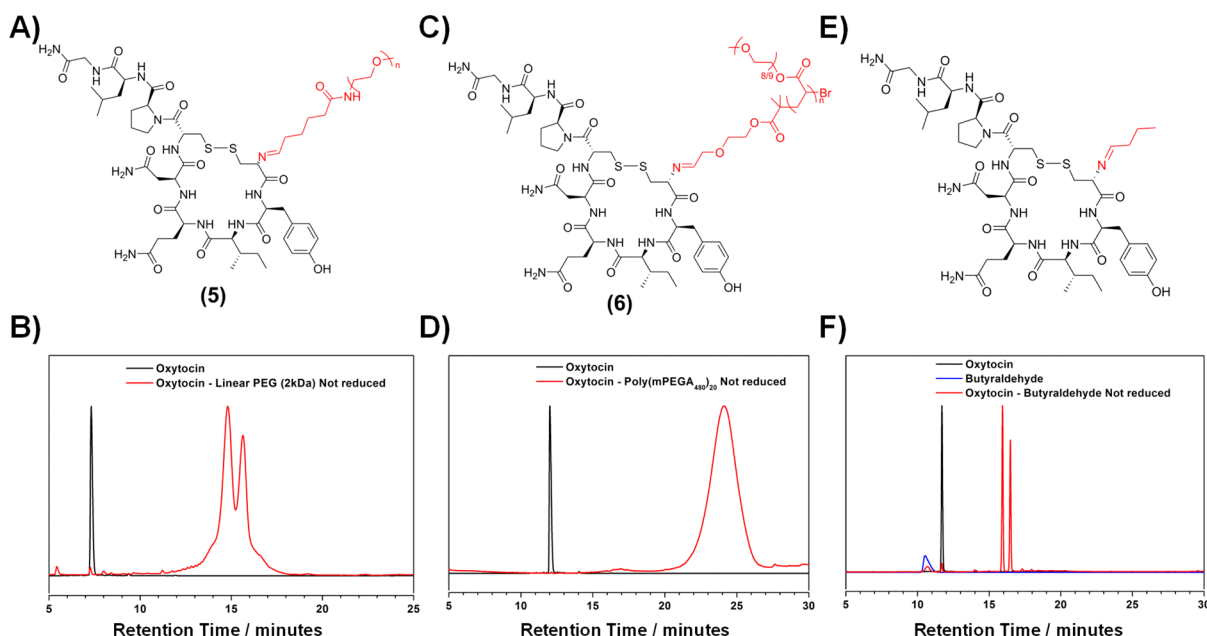 A)
C)
E)
(5)
(6)
B)
D)
F)
Oxytocin
Oxytocin - Linear PEG (2kDa) Not reduced
5 10 15 20 25
Retention Time / minutes
Oxytocin
Oxytocin - Poly(mPEGA480)20 Not reduced
5 10 15 20 25 30
Retention Time / minutes
Oxytocin
Butyraldehyde
Oxytocin - Butyraldehyde Not reduced
5 10 15 20 25 30
Retention Time / minutes